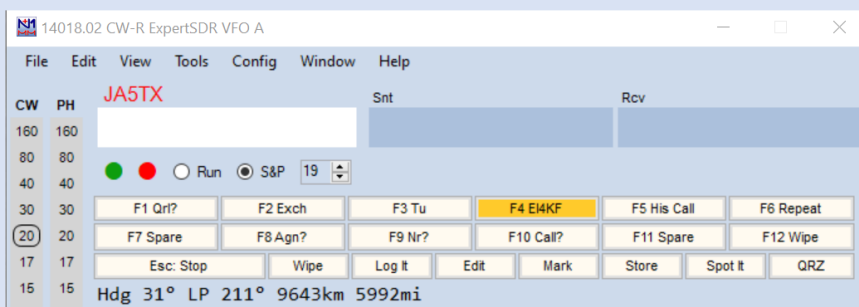 N1MM 14018.02 CW-R ExpertSDR VFO A
File Edit View Tools Config Window Help
JA5TX
CW PH Snt Rcv
160 160
80 80
Run S&P 19
40 40
30 30 F1 Qrl? F2 Exch F3 Tu F4 EI4KF F5 His Call F6 Repeat
20 20 F7 Spare F8 Agn? F9 Nr? F10 Call? F11 Spare F12 Wipe
17 17 Esc: Stop Wipe Log It Edit Mark Store Spot It QRZ
15 15 Hdg 31° LP 211° 9643km 5992mi